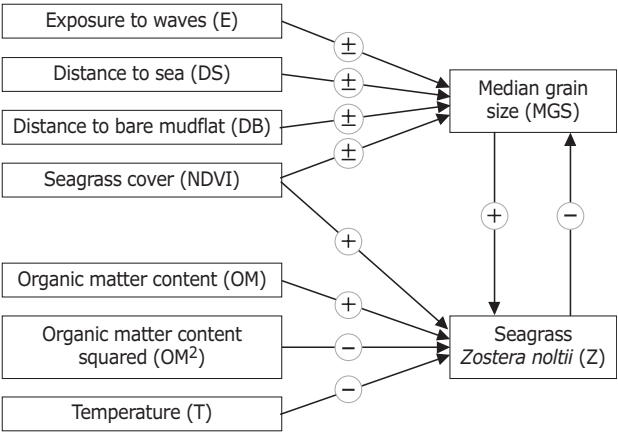 Exposure to waves (E)
±
Distance to sea (DS)
±
Median grain
size (MGS)
Distance to bare mudflat (DB)
±
Seagrass cover (NDVI)
±
+
−
+
Organic matter content (OM)
+
Organic matter content
squared (OM²)
−
Seagrass
Zostera noltii (Z)
Temperature (T)
−